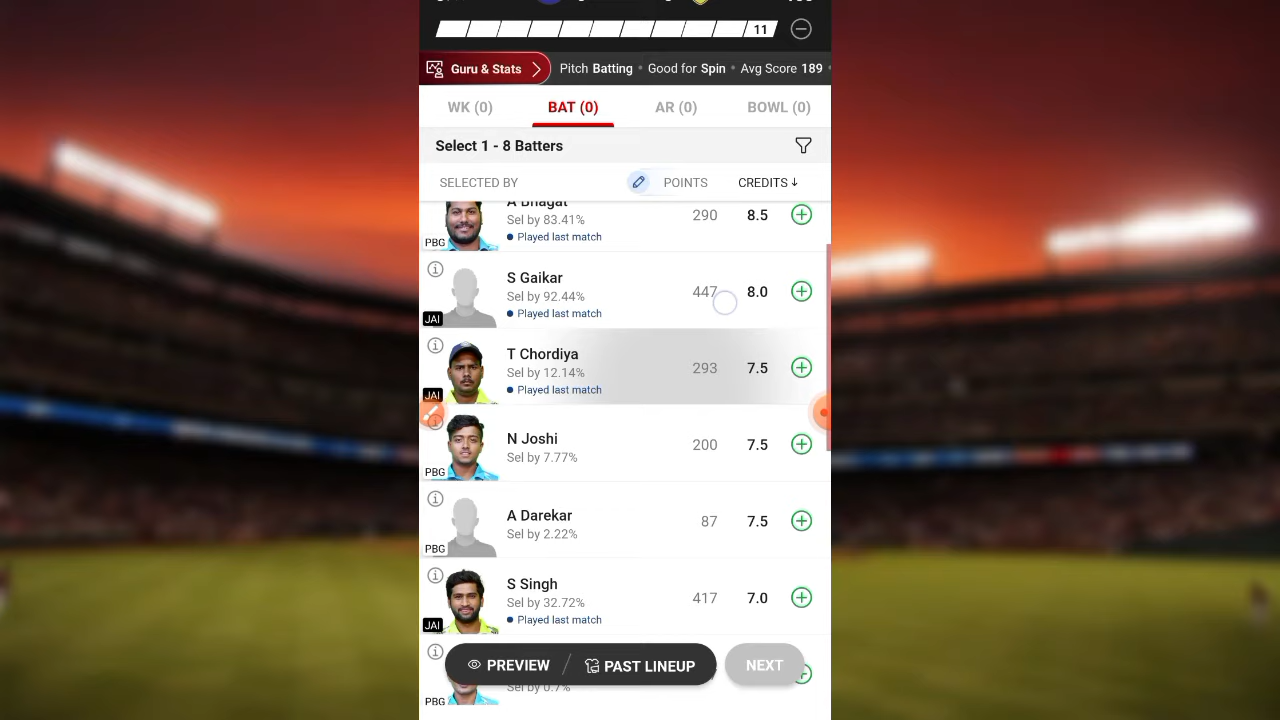 11
Guru & Stats
Pitch Batting • Good for Spin • Avg Score 189
WK (0) BAT (0) AR (0) BOWL (0)
Select 1 - 8 Batters
SELECTED BY POINTS CREDITS↓
A Bhagat
Sel by 83.41%
290 8.5
Played last match
PBG
S Gaikar
Sel by 92.44%
447 8.0
Played last match
JAI
T Chordiya
Sel by 12.14%
293 7.5
Played last match
JAI
N Joshi
Sel by 7.77%
200 7.5
PBG
A Darekar
Sel by 2.22%
87 7.5
PBG
S Singh
Sel by 32.72%
417 7.0
Played last match
JAI
PREVIEW / PAST LINEUP NEXT
Sel by 0.7%
PBG